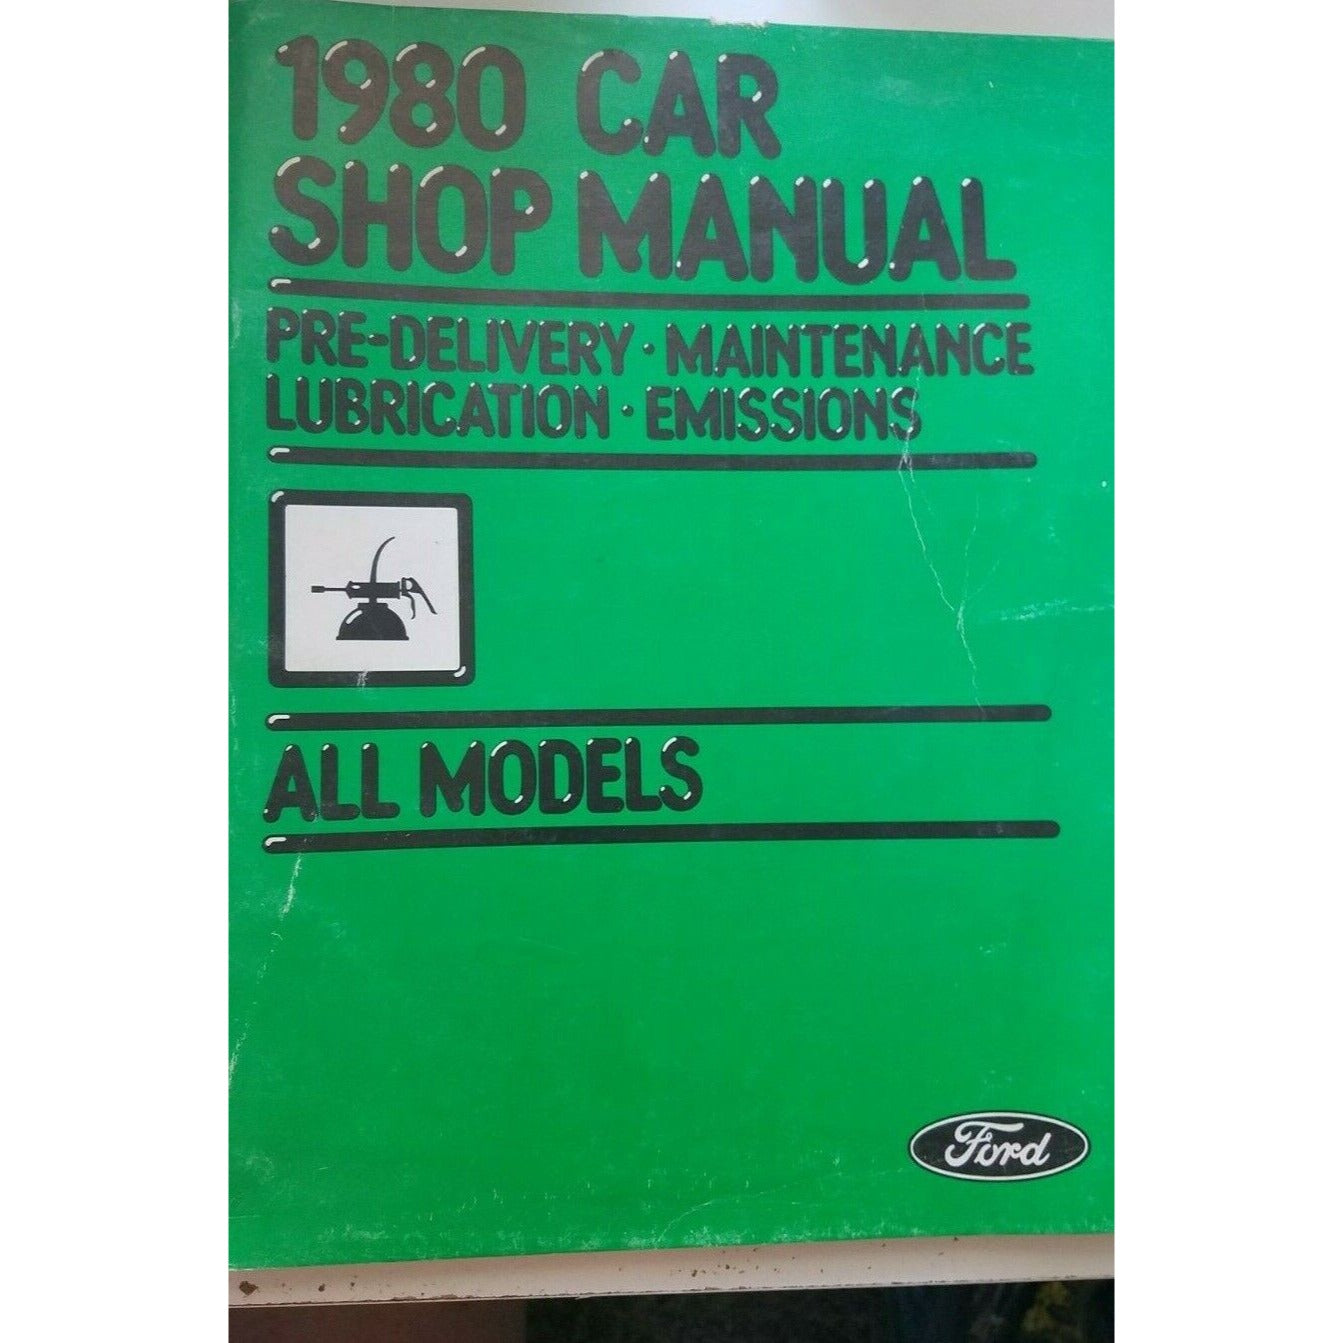 1980 CAR
SHOP MANUAL
PRE-DELIVERY · MAINTENANCE
LUBRICATION · EMISSIONS
ALL MODELS
Ford